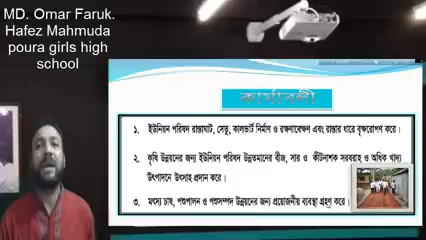 MD. Omar Faruk.
Hafez Mahmuda
poura girls high
school
কার্যাবলী
১. ইউনিয়ন পরিষদ রাস্তাঘাট, সেতু, কালভার্ট নির্মাণ ও রক্ষণাবেক্ষণ এবং রাস্তার ধারে বৃক্ষরোপণ করে।
২. কৃষি উন্নয়নের জন্য ইউনিয়ন পরিষদ উন্নতমানের বীজ, সার ও কীটনাশক সরবরাহ ও অধিক খাদ্য
উৎপাদনে উৎসাহ প্রদান করে।
৩. মৎস্য চাষ, পশুপালন ও পশুসম্পদ উন্নয়নের জন্য প্রয়োজনীয় ব্যবস্থা গ্রহণ করে।